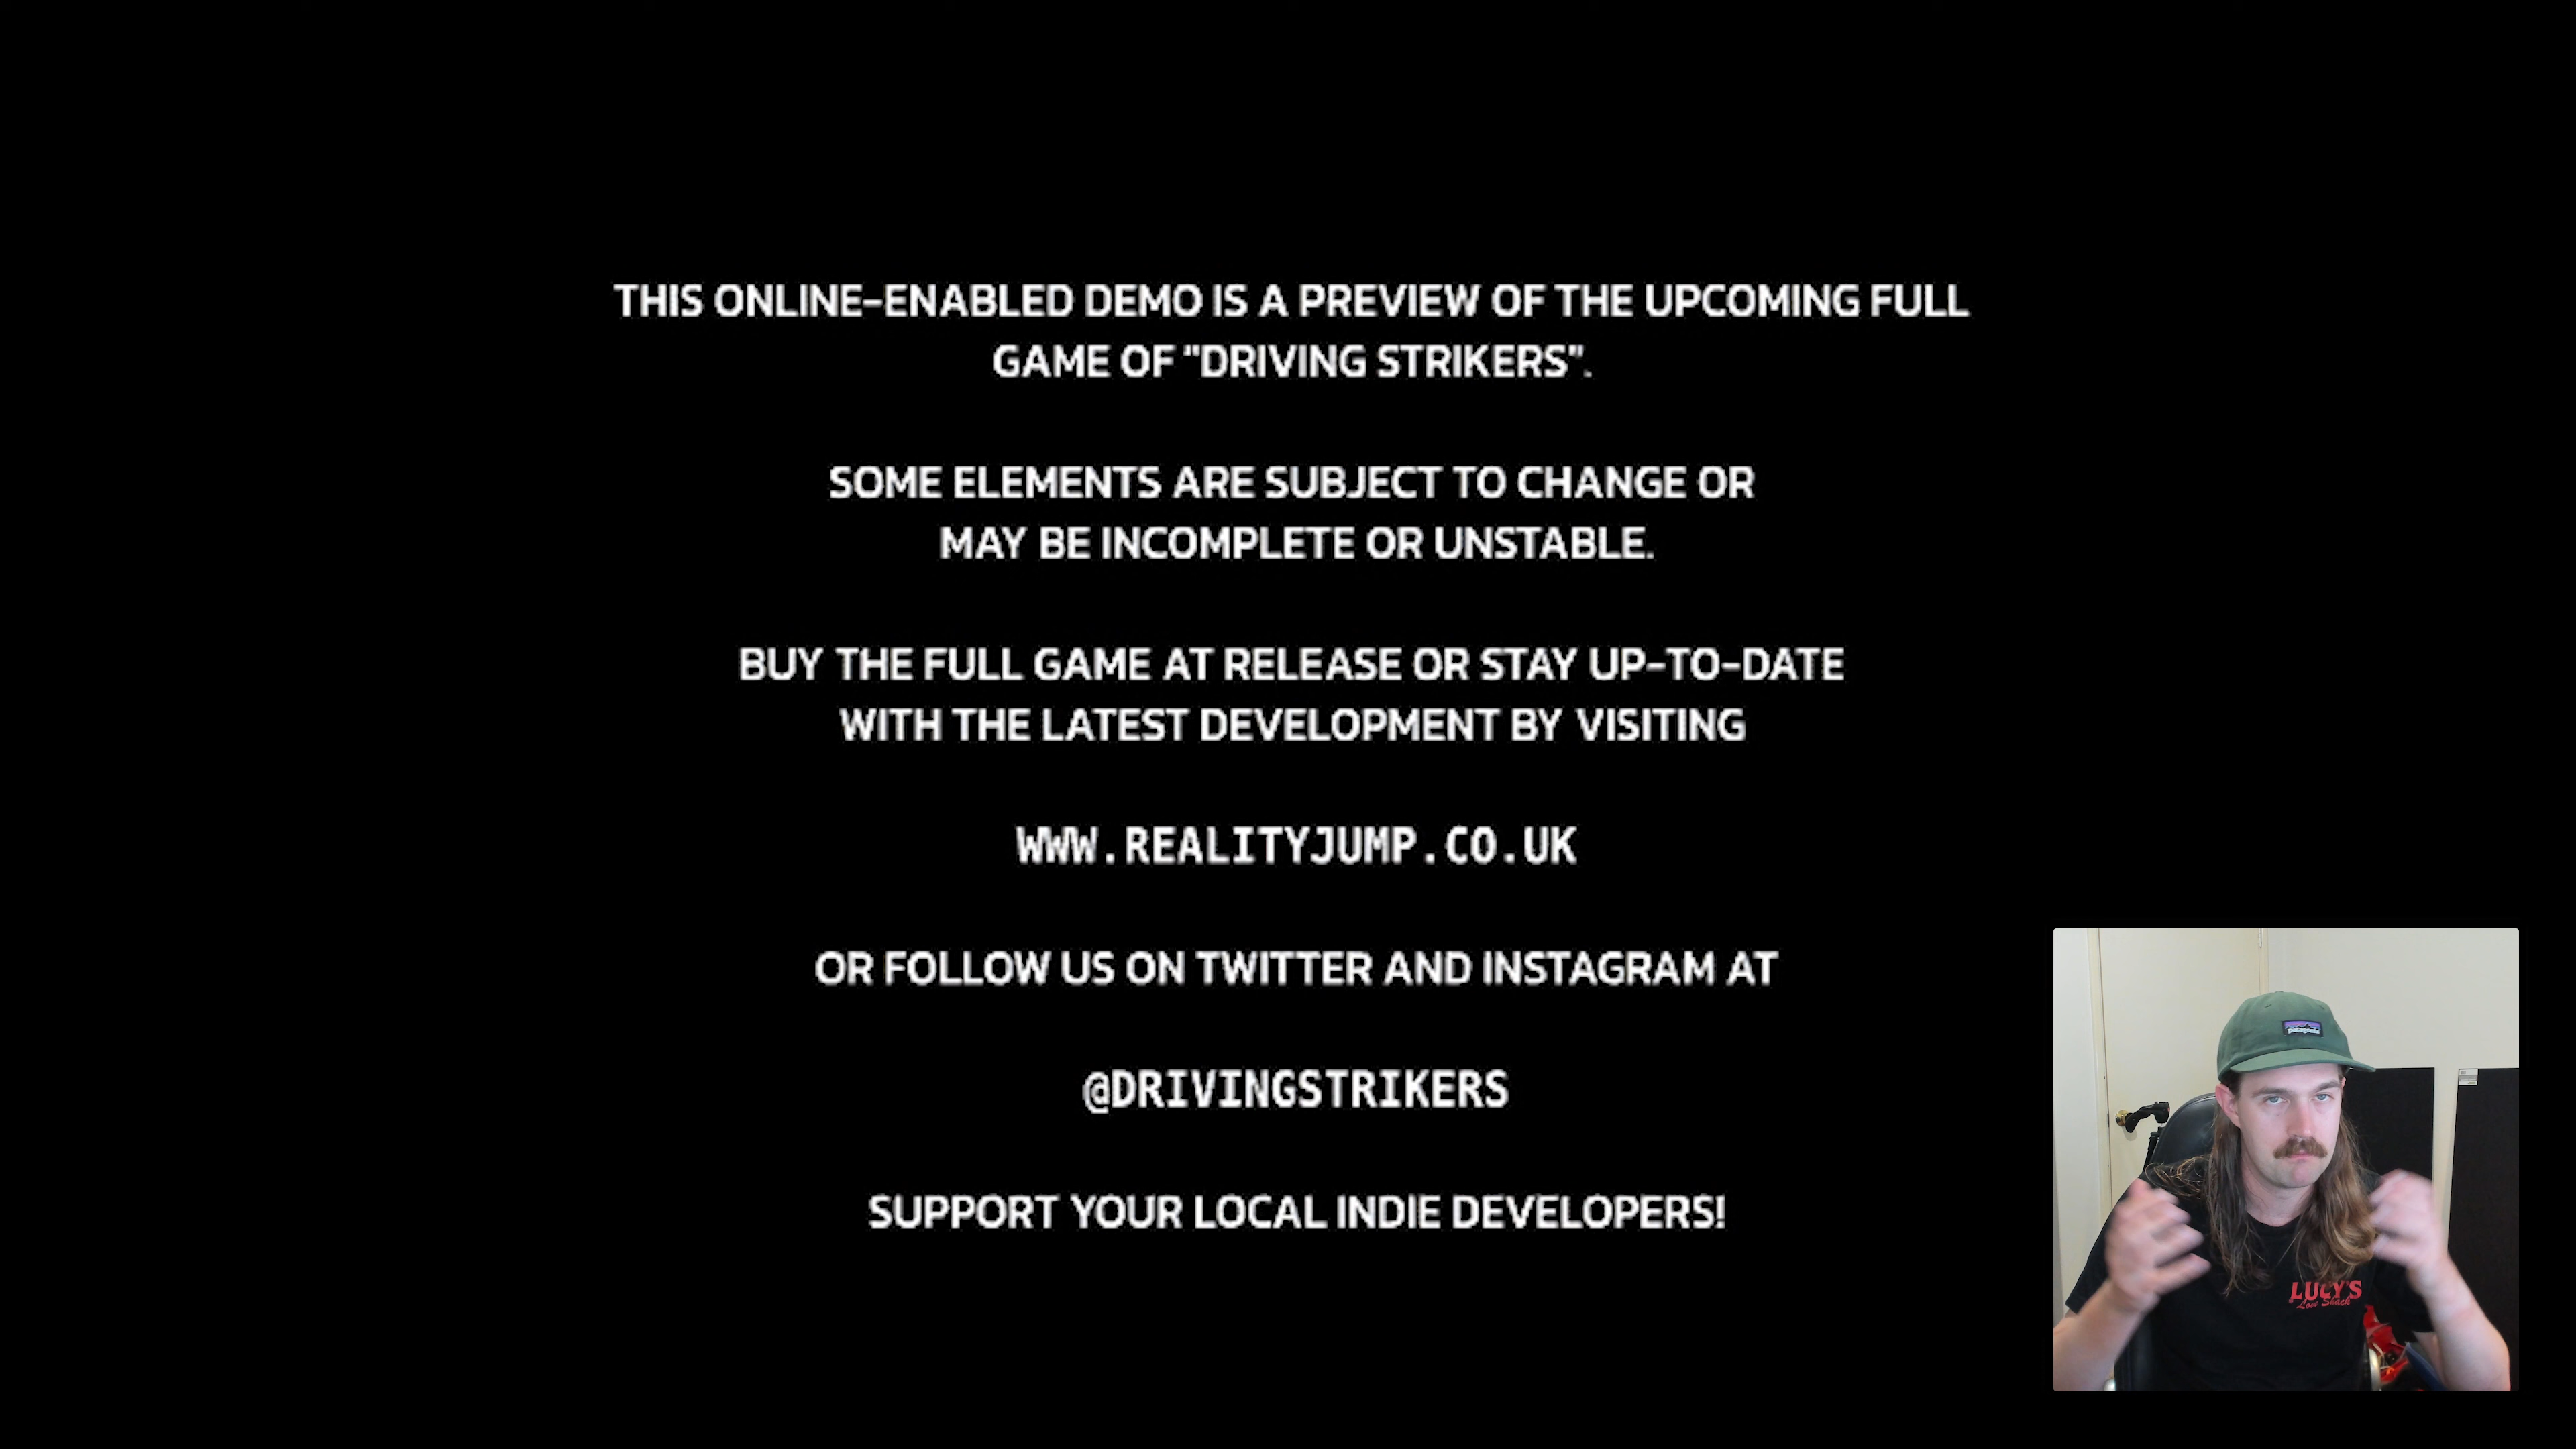 THIS ONLINE-ENABLED DEMO IS A PREVIEW OF THE UPCOMING FULL
GAME OF "DRIVING STRIKERS".
SOME ELEMENTS ARE SUBJECT TO CHANGE OR
MAY BE INCOMPLETE OR UNSTABLE.
BUY THE FULL GAME AT RELEASE OR STAY UP-TO-DATE
WITH THE LATEST DEVELOPMENT BY VISITING
WWW.REALITYJUMP.CO.UK
OR FOLLOW US ON TWITTER AND INSTAGRAM AT
@DRIVINGSTRIKERS
SUPPORT YOUR LOCAL INDIE DEVELOPERS!
patagonia
LUCY'S
Love Shack